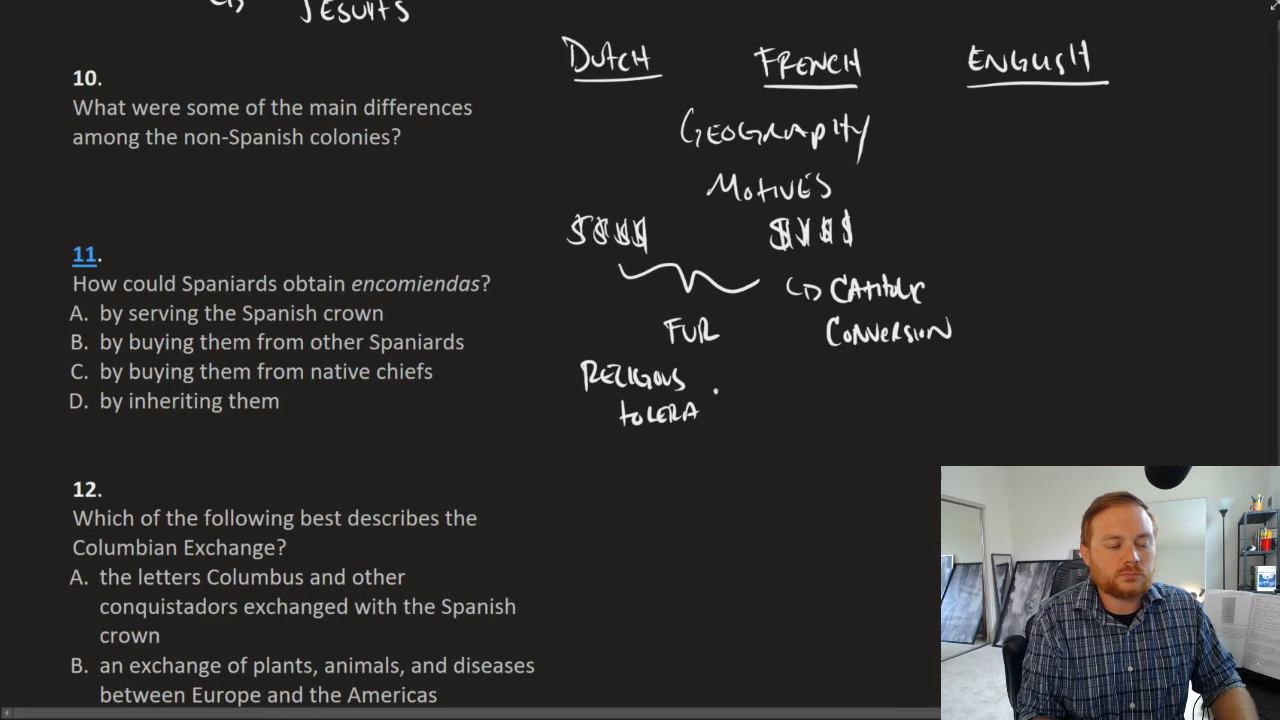 JESUITS
10.
What were some of the main differences
among the non-Spanish colonies?
11.
How could Spaniards obtain encomiendas?
A. by serving the Spanish crown
B. by buying them from other Spaniards
C. by buying them from native chiefs
D. by inheriting them
12.
Which of the following best describes the
Columbian Exchange?
A. the letters Columbus and other
conquistadors exchanged with the Spanish
crown
B. an exchange of plants, animals, and diseases
between Europe and the Americas
DUTCH FRENCH ENGLISH
GEOGRAPHY
MOTIVES
$$$$ $$$$
CATHOLIC
FUR CONVERSION
RELIGIOUS
TOLERA